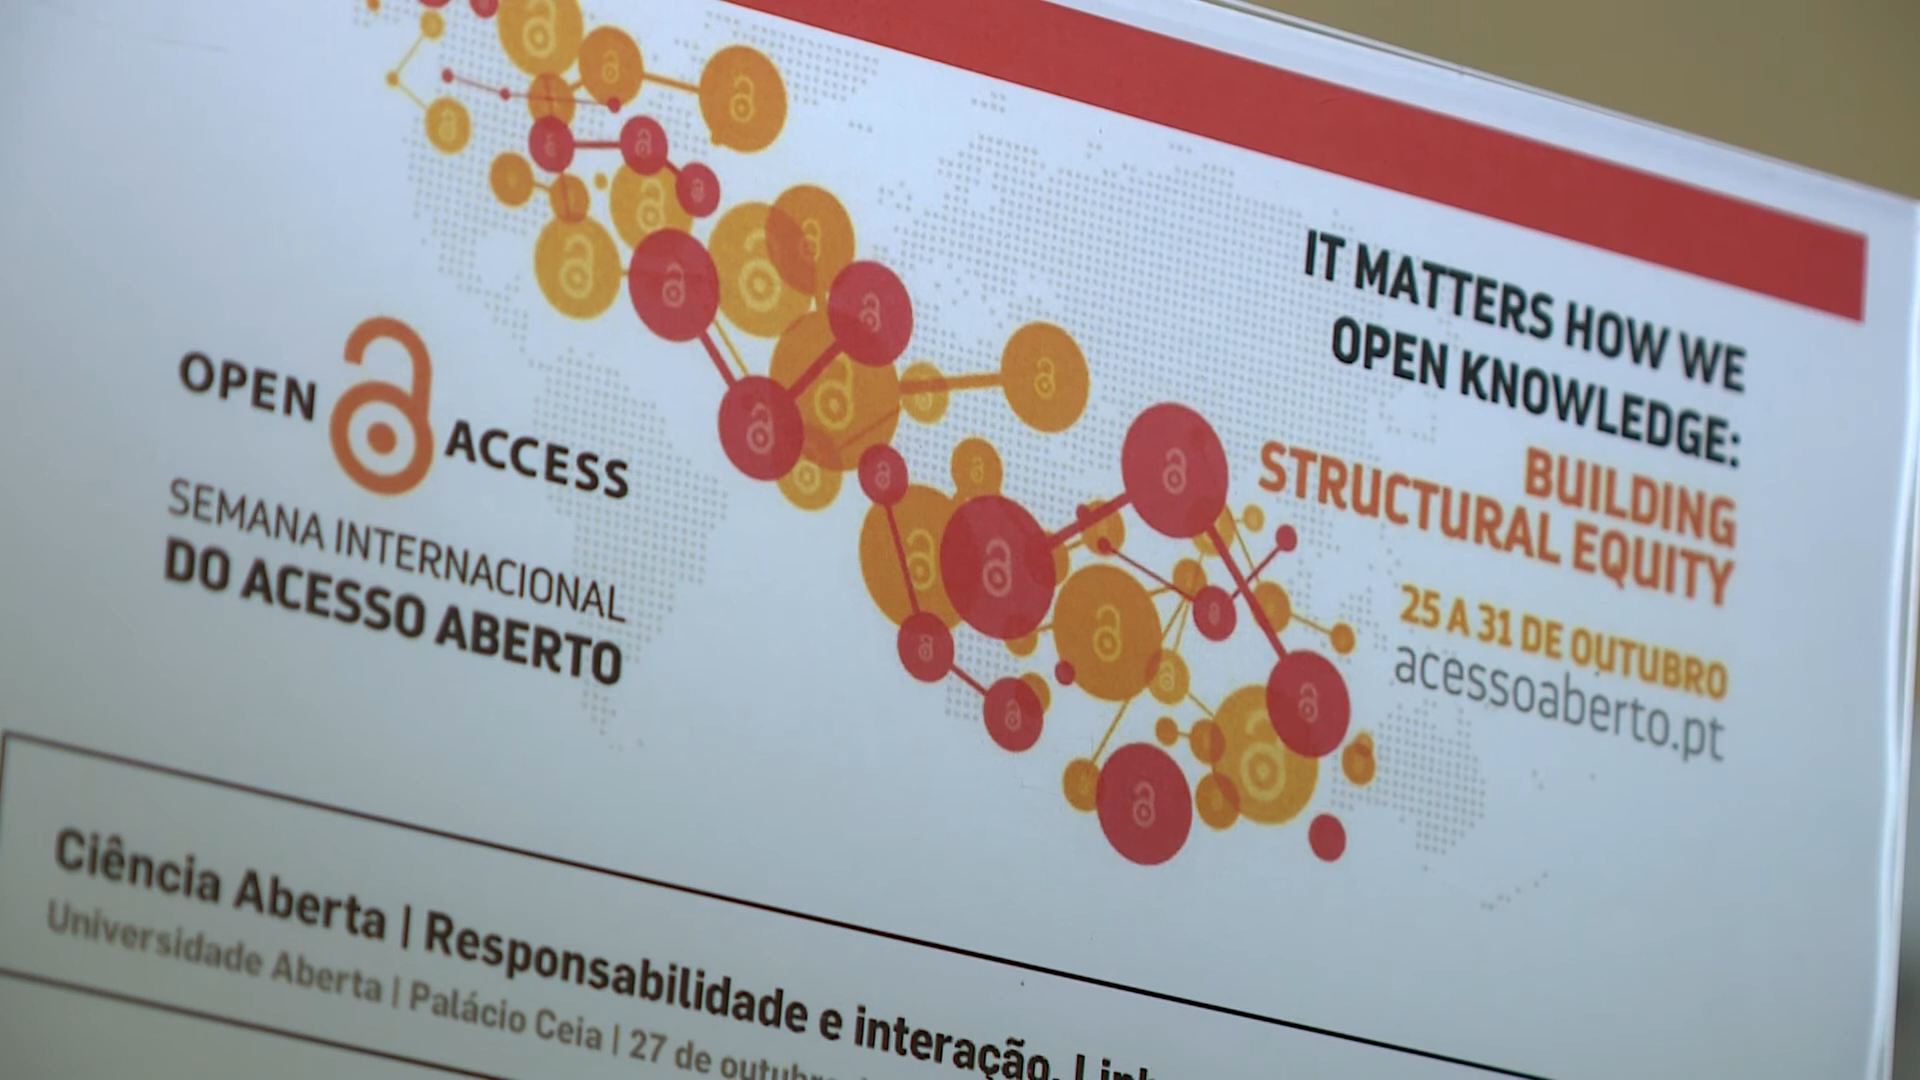 OPEN ACCESS
SEMANA INTERNACIONAL
DO ACESSO ABERTO
IT MATTERS HOW WE
OPEN KNOWLEDGE:
BUILDING
STRUCTURAL EQUITY
25 A 31 DE OUTUBRO
acessoaberto.pt
Ciência Aberta | Responsabilidade e interação.
Universidade Aberta | Palácio Ceia | 27 de